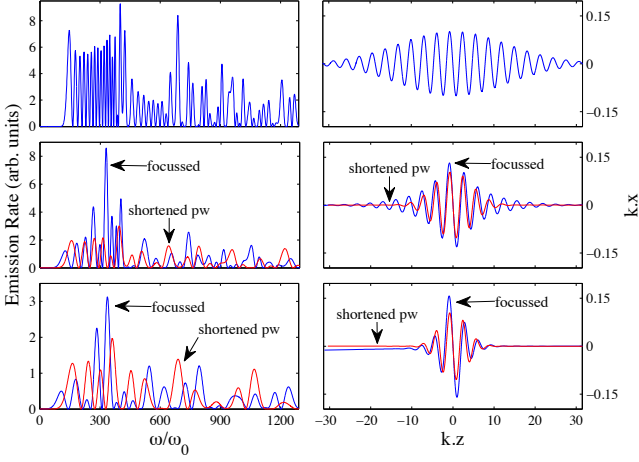 8
6
4
2
0
0.15
0
−0.15
8
6
4
2
0
focussed
shortened pw
0.15
0
−0.15
shortened pw
focussed
Emission Rate (arb. units)
k.x
3
2
1
0
focussed
shortened pw
0.15
0
−0.15
focussed
shortened pw
0 300 600 900 1200
−30 −20 −10 0 10 20 30
ω/ω0
k.z